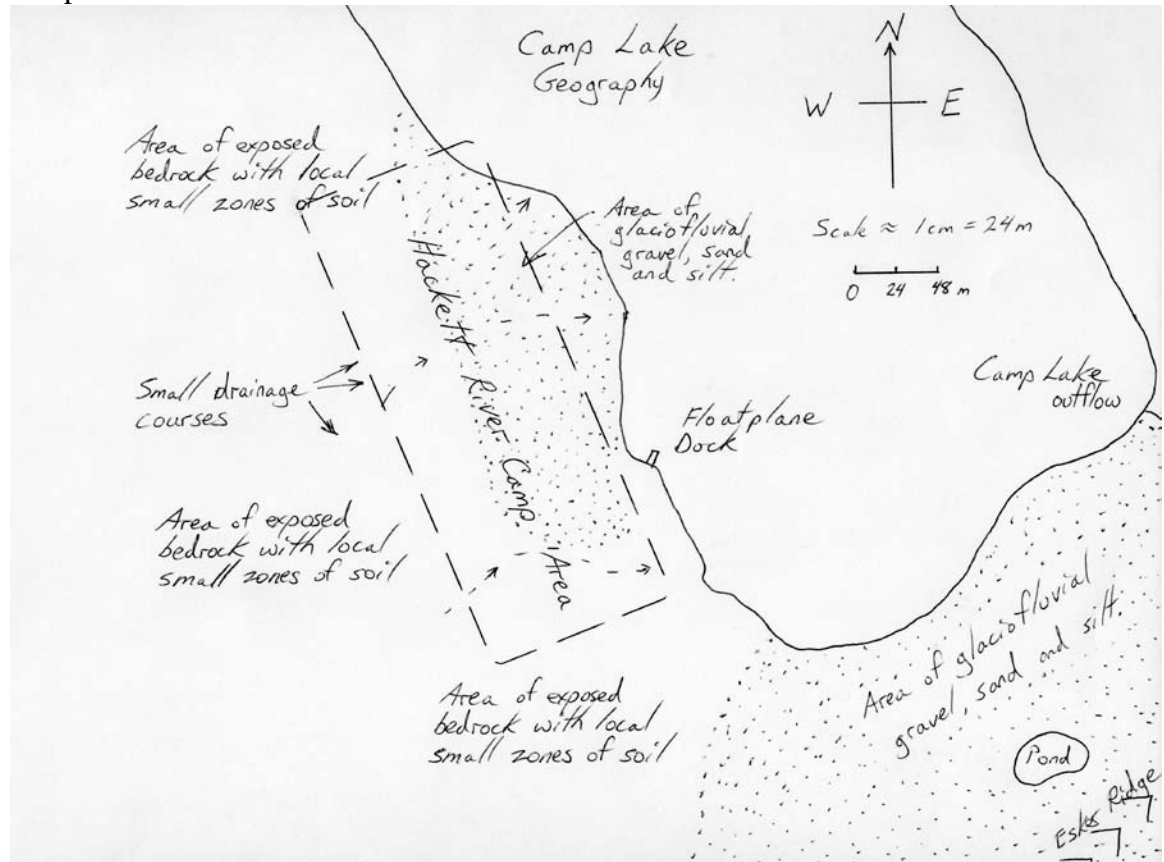 Camp Lake
Geography
N
W E
Area of exposed
bedrock with local
small zones of soil
Area of
glaciofluvial
gravel, sand
and silt.
Scale ≈ 1cm = 24m
0 24 48 m
Hackett River Camp Area
Small drainage
courses
Camp Lake
outflow
Floatplane
Dock
Area of exposed
bedrock with local
small zones of soil
Area of glaciofluvial
gravel, sand and silt.
Area of exposed
bedrock with local
small zones of soil
Pond
Esker Ridge